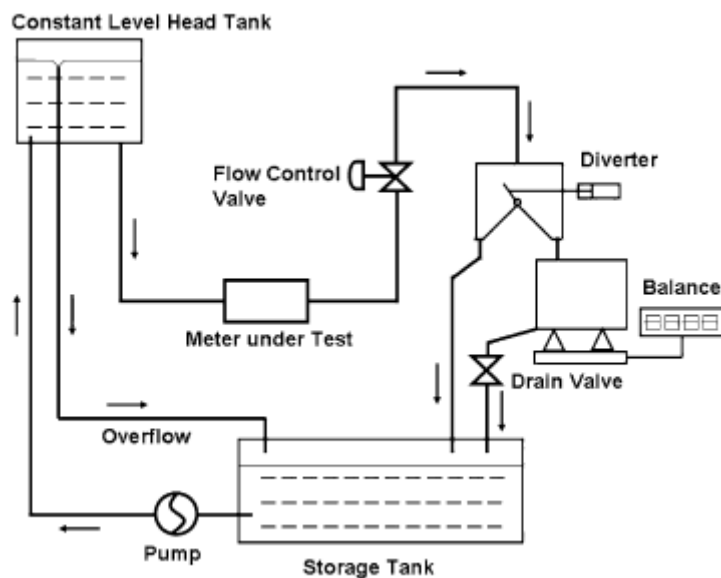 Constant Level Head Tank
Flow Control
Valve
Diverter
Balance
Meter under Test
Drain Valve
Overflow
Pump
Storage Tank